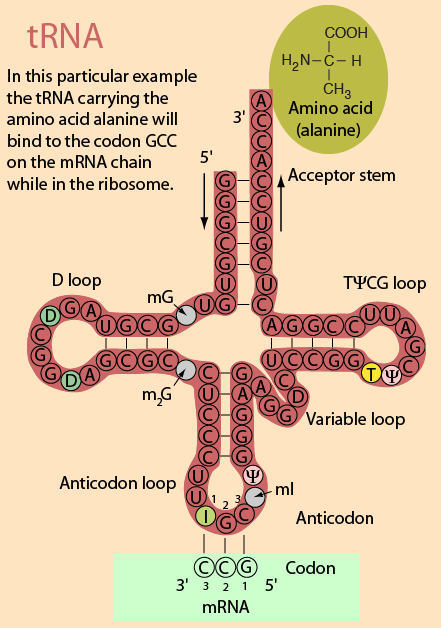 tRNA
In this particular example
the tRNA carrying the
amino acid alanine will
bind to the codon GCC
on the mRNA chain
while in the ribosome.
COOH
H₂N – C – H
CH₃
Amino acid
(alanine)
3'
5'
A
C
C
A
G C
G C
G U
C G
G C
U U
G C
Acceptor stem
D loop
TΨCG loop
mG
U
D G A U G C G
C
G
G D A G C G C
m₂G
A G G C C U U A
G
C
U C C G G T Ψ
C G
U A
C G
C G
C G
A G G D C
Variable loop
Anticodon loop
U Ψ
U
mI
1 2 3
I G C
Anticodon
C C G
Codon
3' 3 2 1 5'
mRNA